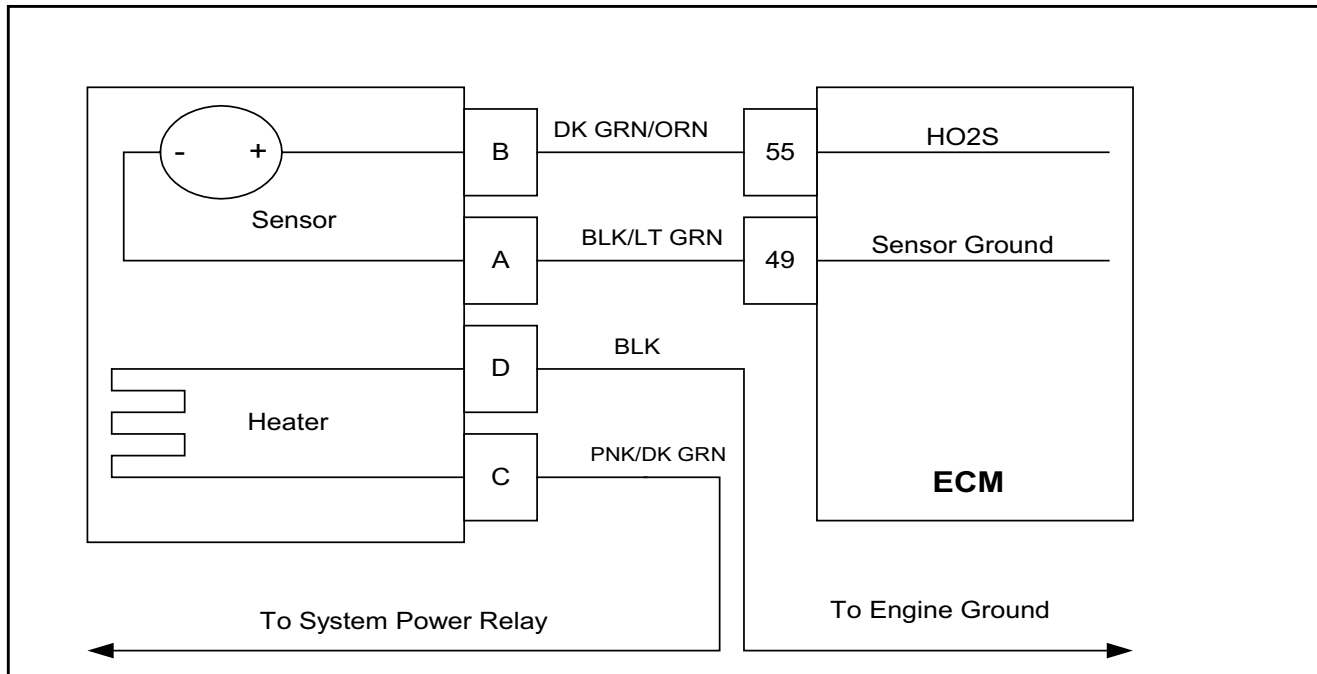 - +
Sensor
B
DK GRN/ORN
55
HO2S
A
BLK/LT GRN
49
Sensor Ground
D
BLK
Heater
C
PNK/DK GRN
ECM
To System Power Relay
To Engine Ground